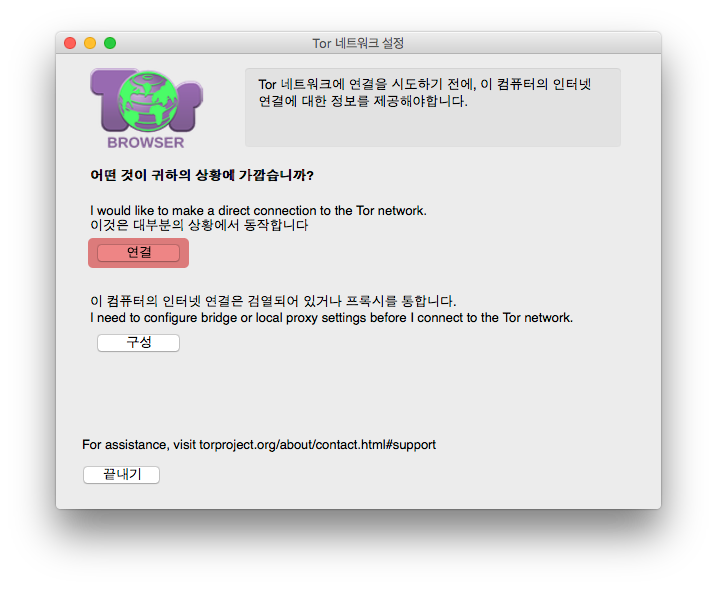 Tor 네트워크 설정
Tor
BROWSER
Tor 네트워크에 연결을 시도하기 전에, 이 컴퓨터의 인터넷
연결에 대한 정보를 제공해야합니다.
어떤 것이 귀하의 상황에 가깝습니까?
I would like to make a direct connection to the Tor network.
이것은 대부분의 상황에서 동작합니다
연결
이 컴퓨터의 인터넷 연결은 검열되어 있거나 프록시를 통합니다.
I need to configure bridge or local proxy settings before I connect to the Tor network.
구성
For assistance, visit torproject.org/about/contact.html#support
끝내기